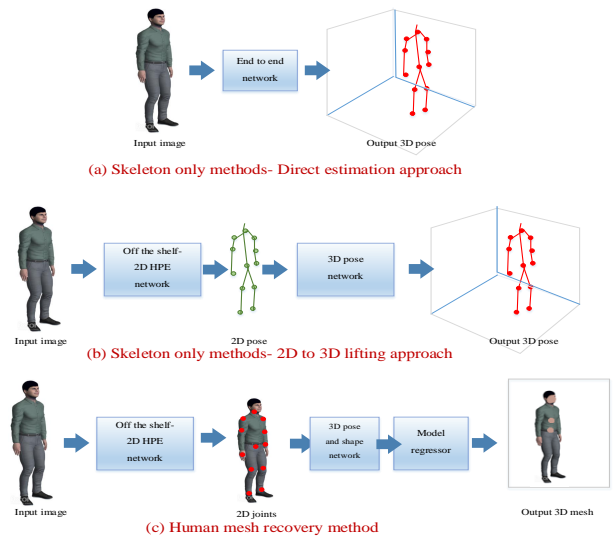 End to end
network
Input image
Output 3D pose
(a) Skeleton only methods- Direct estimation approach
Off the shelf-
2D HPE
network
3D pose
network
Input image
2D pose
Output 3D pose
(b) Skeleton only methods- 2D to 3D lifting approach
Off the shelf-
2D HPE
network
3D pose
and shape
network
Model
regressor
Input image
2D joints
Output 3D mesh
(c) Human mesh recovery method